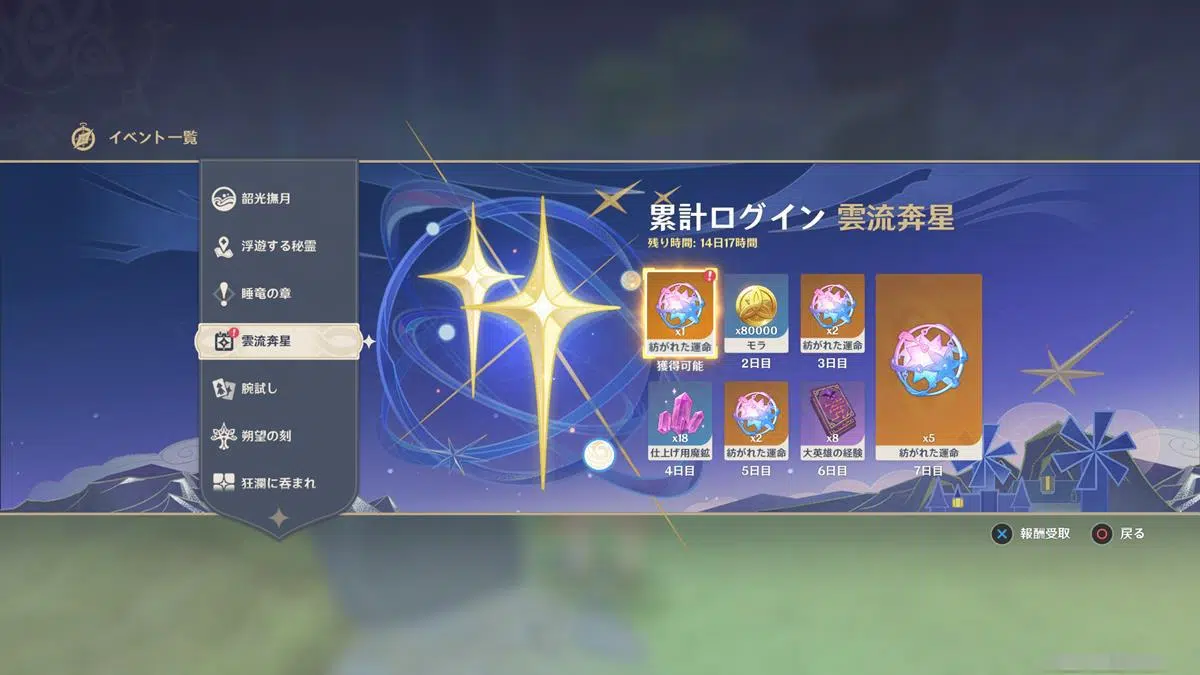 イベント一覧
韶光撫月
浮遊する秘霊
睡竜の章
雲流奔星
腕試し
朔望の刻
狂瀾に呑まれ
累計ログイン 雲流奔星
残り時間: 14日17時間
x1
紡がれた運命
獲得可能
x80000
モラ
2日目
x2
紡がれた運命
3日目
x18
仕上げ用魔鉱
4日目
x2
紡がれた運命
5日目
x8
大英雄の経験
6日目
x5
紡がれた運命
7日目
報酬受取
戻る